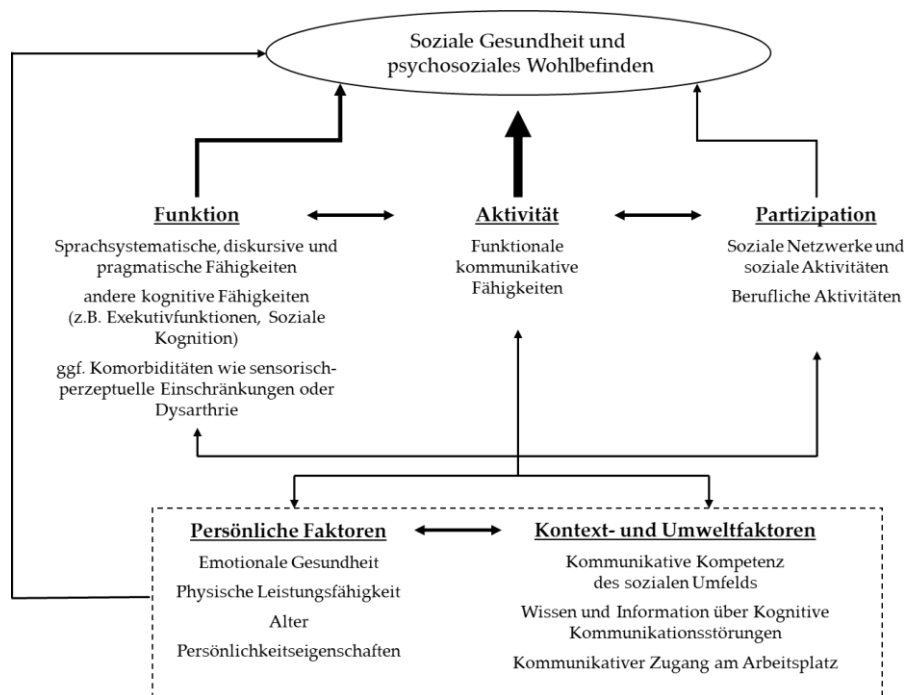 Soziale Gesundheit und
psychosoziales Wohlbefinden
Funktion
Sprachsystematische, diskursive und
pragmatische Fähigkeiten
andere kognitive Fähigkeiten
(z.B. Exekutivfunktionen, Soziale
Kognition)
ggf. Komorbiditäten wie sensorisch-
perzeptuelle Einschränkungen oder
Dysarthrie
Aktivität
Funktionale
kommunikative
Fähigkeiten
Partizipation
Soziale Netzwerke und
soziale Aktivitäten
Berufliche Aktivitäten
Persönliche Faktoren
Emotionale Gesundheit
Physische Leistungsfähigkeit
Alter
Persönlichkeitseigenschaften
Kontext- und Umweltfaktoren
Kommunikative Kompetenz
des sozialen Umfelds
Wissen und Information über Kognitive
Kommunikationsstörungen
Kommunikativer Zugang am Arbeitsplatz